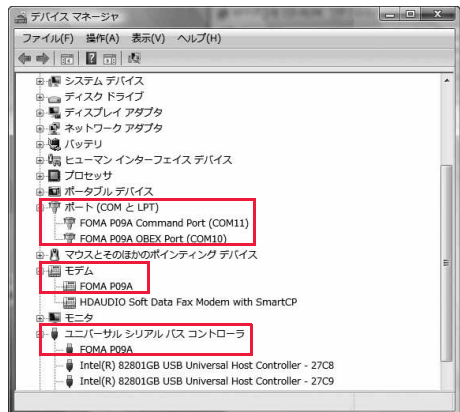 デバイス マネージャ
ファイル(F) 操作(A) 表示(V) ヘルプ(H)
システム デバイス
ディスク ドライブ
ディスプレイ アダプタ
ネットワーク アダプタ
バッテリ
ヒューマン インターフェイス デバイス
プロセッサ
ポータブル デバイス
ポート (COM と LPT)
FOMA P09A Command Port (COM11)
FOMA P09A OBEX Port (COM10)
マウスとそのほかのポインティング デバイス
モデム
FOMA P09A
HDAUDIO Soft Data Fax Modem with SmartCP
モニタ
ユニバーサル シリアル バス コントローラ
FOMA P09A
Intel(R) 82801GB USB Universal Host Controller - 27C8
Intel(R) 82801GB USB Universal Host Controller - 27C9